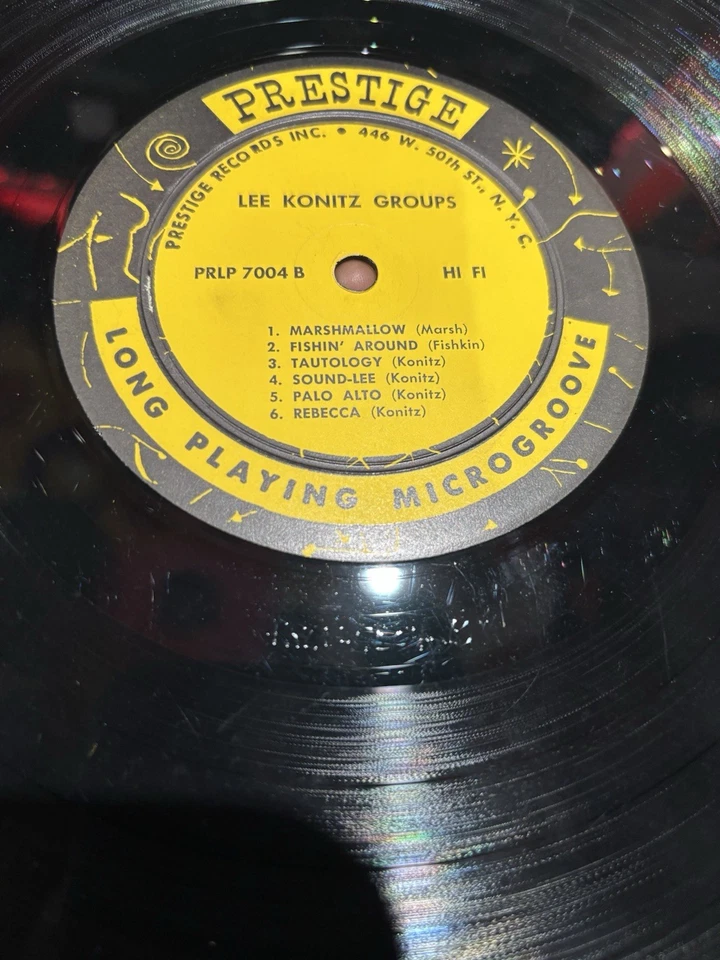 PRESTIGE
PRESTIGE RECORDS INC. • 446 W. 50th ST., N.Y.C.
LEE KONITZ GROUPS
PRLP 7004 B HI FI
1. MARSHMALLOW (Marsh)
2. FISHIN' AROUND (Fishkin)
3. TAUTOLOGY (Konitz)
4. SOUND-LEE (Konitz)
5. PALO ALTO (Konitz)
6. REBECCA (Konitz)
LONG PLAYING MICROGROOVE